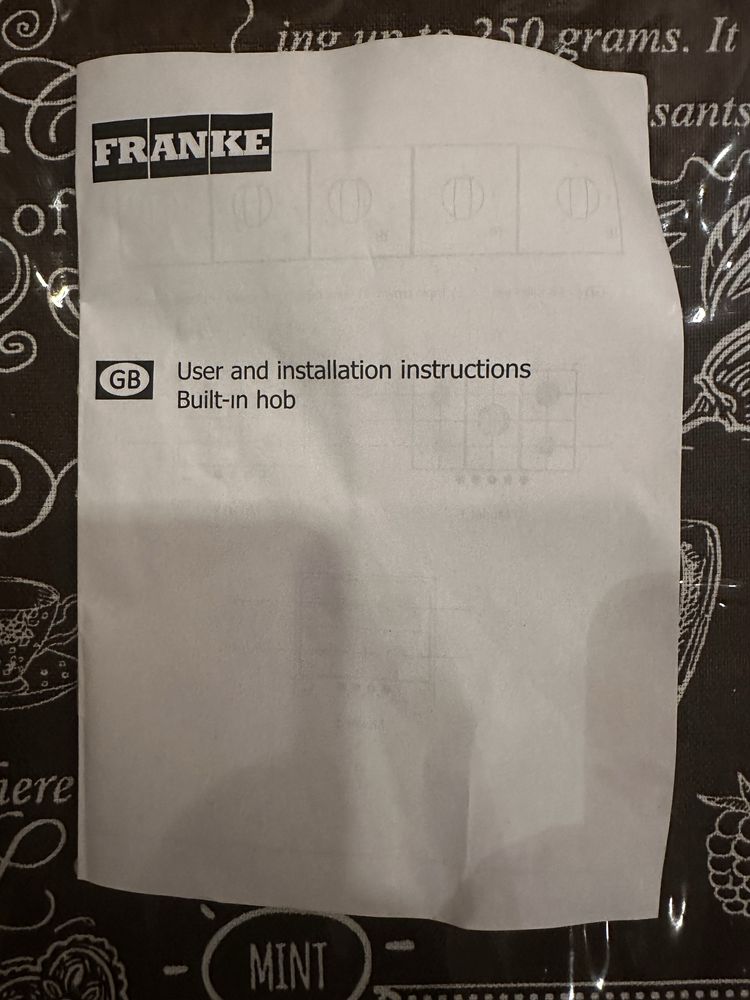 ing up to 250 grams. It
sants
of
FRANKE
GB
User and installation instructions
Built-in hob
iere
MINT